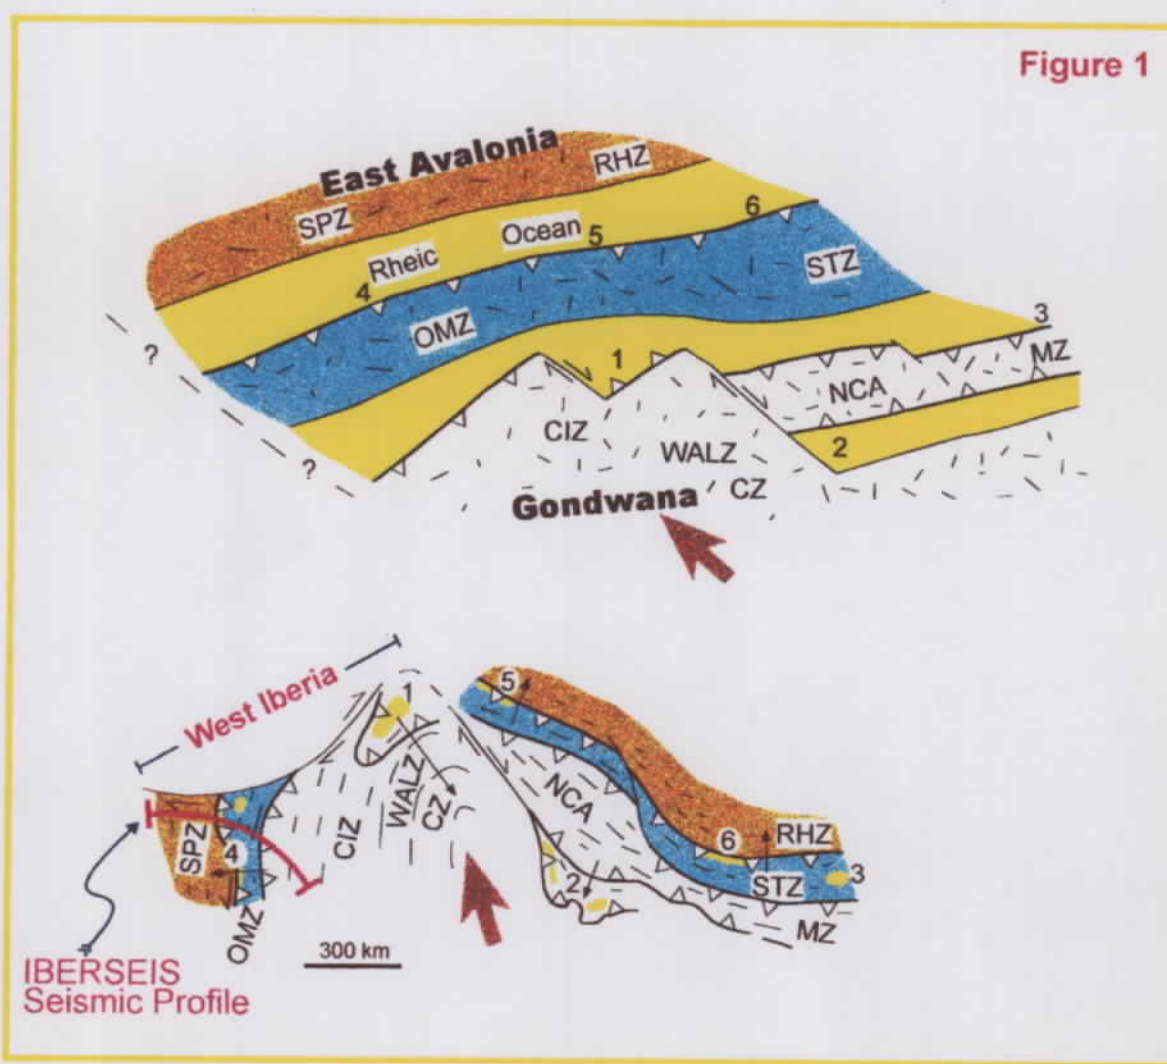 Figure 1
East Avalonia
RHZ
SPZ
6
Ocean
5
Rheic
STZ
4
OMZ
3
?
1
MZ
NCA
CIZ
?
WALZ
2
CZ
Gondwana
West Iberia
1
5
NCA
WALZ
CZ
CIZ
SPZ
4
6
RHZ
2
STZ
3
OMZ
MZ
300 km
IBERSEIS
Seismic Profile